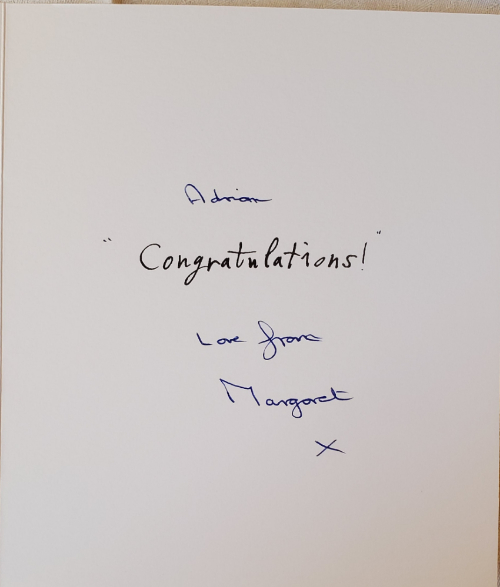 Adrian
"Congratulations!"
Love from
Margaret
X